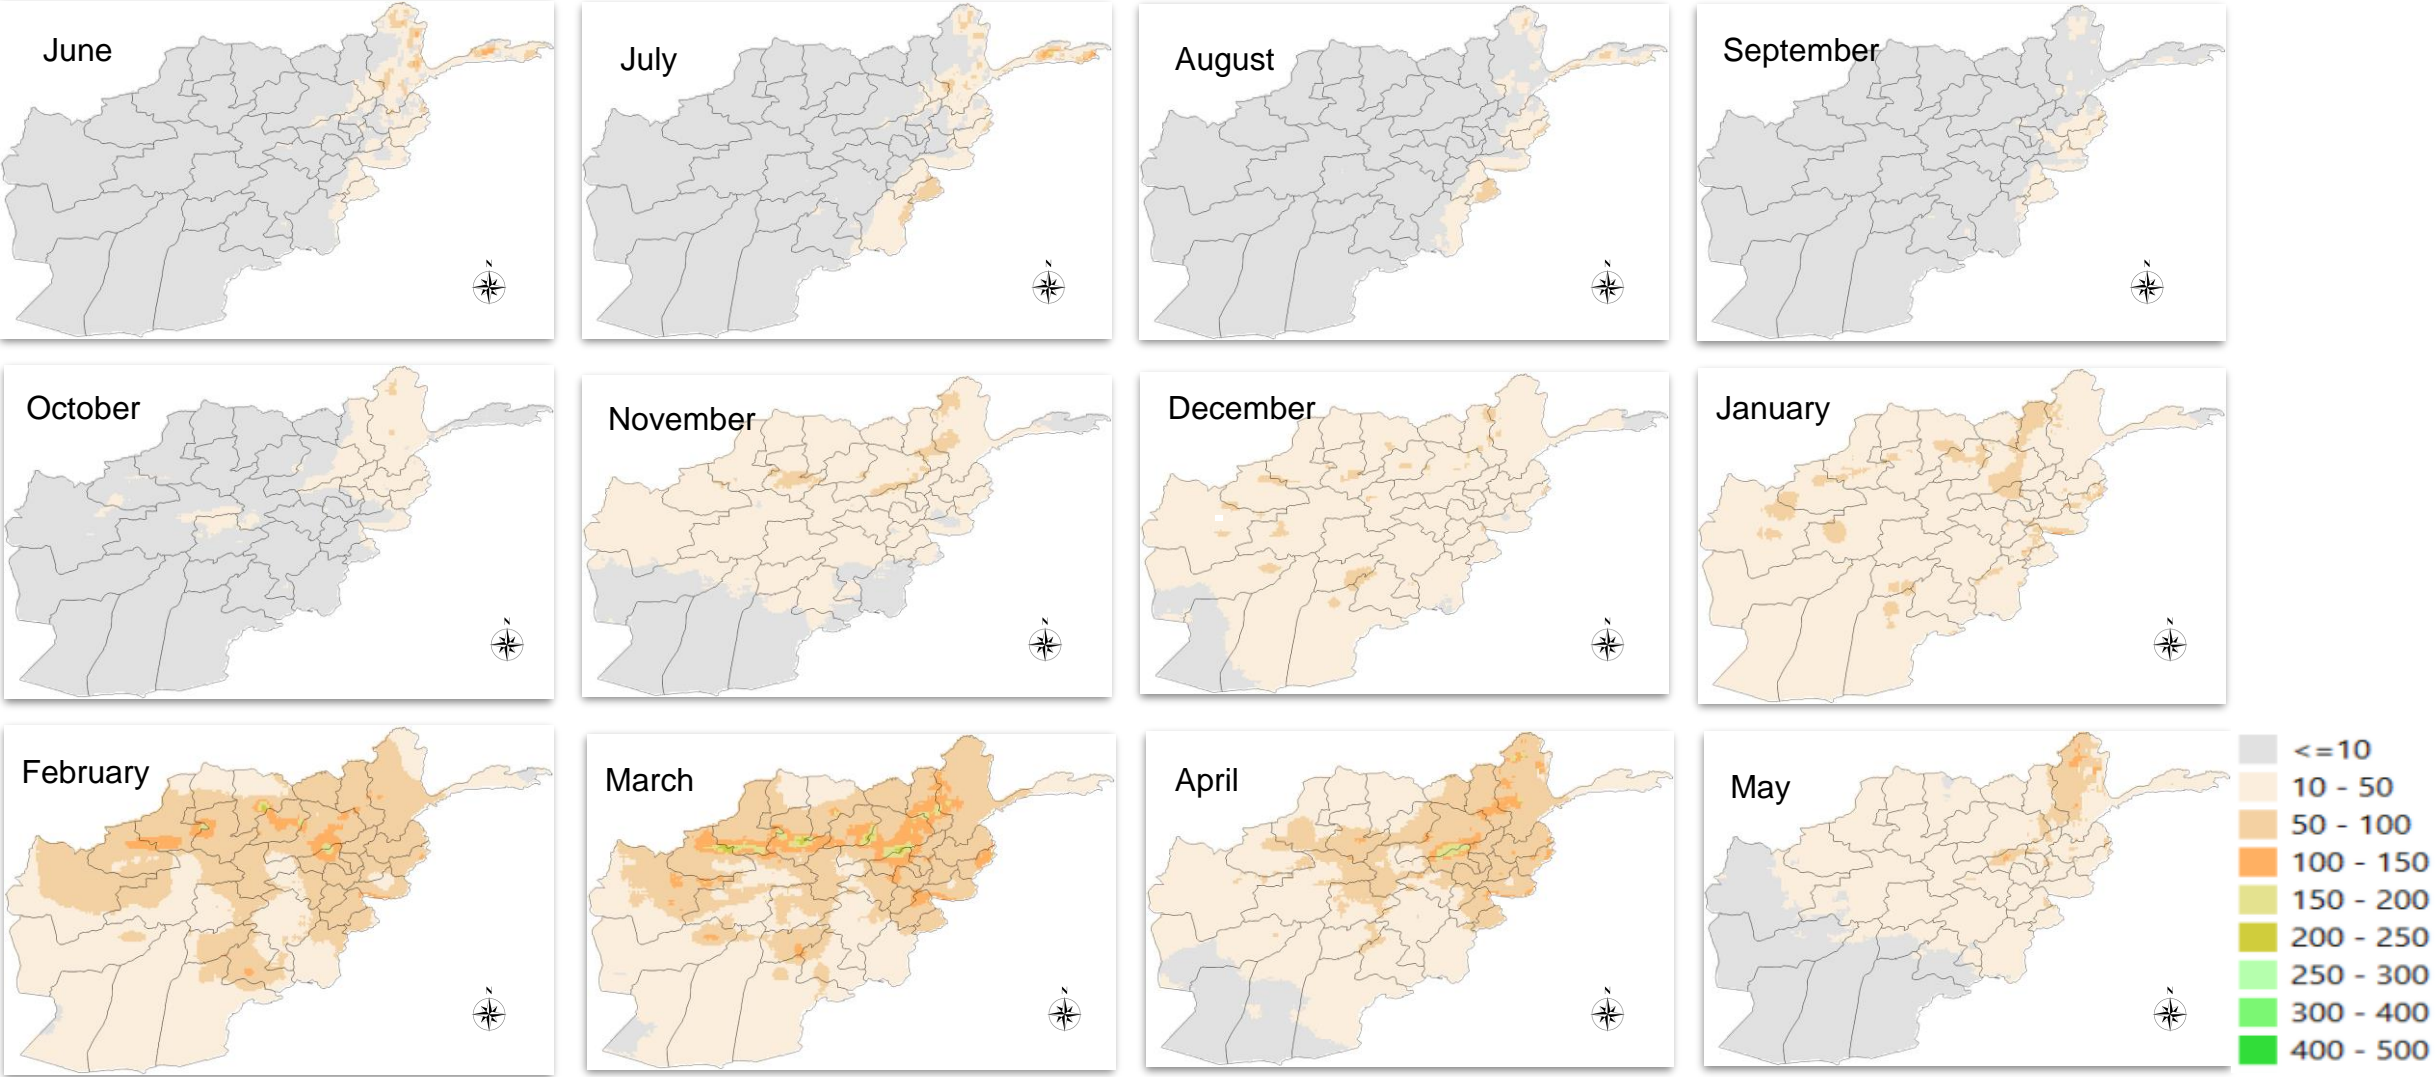 June
July
August
September
N
N
N
N
October
November
December
January
N
N
N
N
February
March
April
May
N
N
N
N
<=10
10 - 50
50 - 100
100 - 150
150 - 200
200 - 250
250 - 300
300 - 400
400 - 500